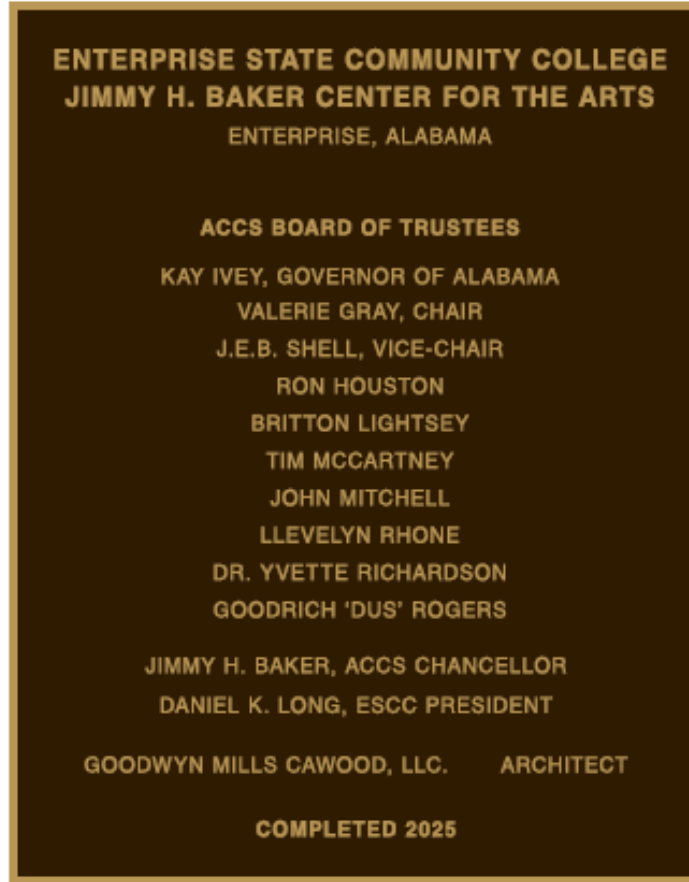 ENTERPRISE STATE COMMUNITY COLLEGE
JIMMY H. BAKER CENTER FOR THE ARTS
ENTERPRISE, ALABAMA
ACCS BOARD OF TRUSTEES
KAY IVEY, GOVERNOR OF ALABAMA
VALERIE GRAY, CHAIR
J.E.B. SHELL, VICE-CHAIR
RON HOUSTON
BRITTON LIGHTSEY
TIM MCCARTNEY
JOHN MITCHELL
LLEVELYN RHONE
DR. YVETTE RICHARDSON
GOODRICH ‘DUS’ ROGERS
JIMMY H. BAKER, ACCS CHANCELLOR
DANIEL K. LONG, ESCC PRESIDENT
GOODWYN MILLS CAWOOD, LLC. ARCHITECT
COMPLETED 2025